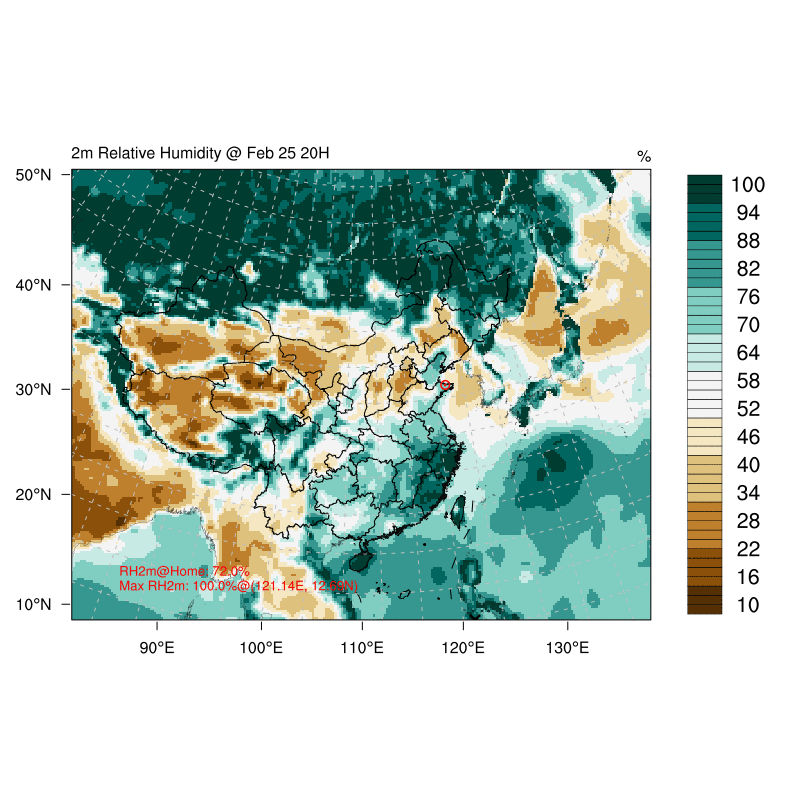 2m Relative Humidity @ Feb 25 20H
%
50°N
40°N
30°N
20°N
10°N
90°E
100°E
110°E
120°E
130°E
100
94
88
82
76
70
64
58
52
46
40
34
28
22
16
10
RH2m@Home: 72.0%
Max RH2m: 100.0%@(121.14E, 12.69N)